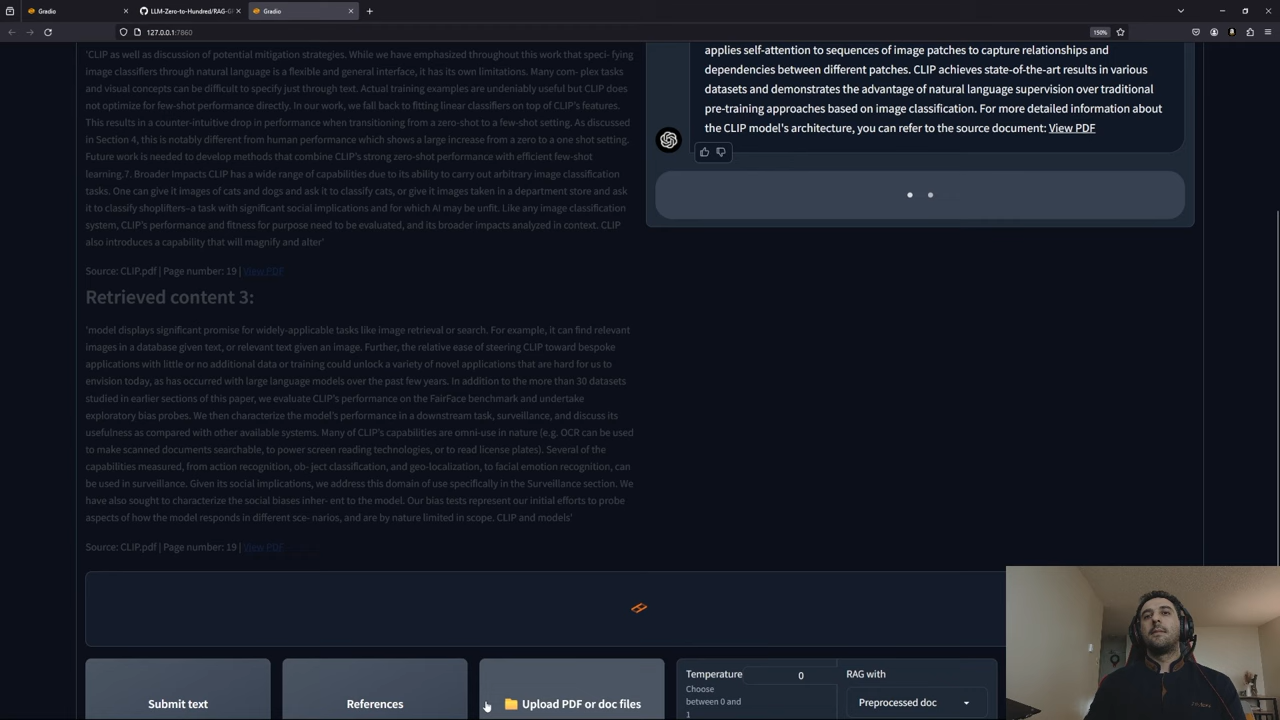 Gradio
LLM-Zero-to-Hundred/RAG-G
Gradio
127.0.0.1:7860
150%
'CLIP as well as discussion of potential mitigation strategies. While we have emphasized throughout this work that speci- fying
image classifiers through natural language is a flexible and general interface, it has its own limitations. Many com- plex tasks
and visual concepts can be difficult to specify just through text. Actual training examples are undeniably useful but CLIP does
not optimize for few-shot performance directly. In our work, we fall back to fitting linear classifiers on top of CLIP's features.
This results in a counter-intuitive drop in performance when transitioning from a zero-shot to a few-shot setting. As discussed
in Section 4, this is notably different from human performance which shows a large increase from a zero to a one shot setting.
Future work is needed to develop methods that combine CLIP's strong zero-shot performance with efficient few-shot
learning.7. Broader Impacts CLIP has a wide range of capabilities due to its ability to carry out arbitrary image classification
tasks. One can give it images of cats and dogs and ask it to classify cats, or give it images taken in a department store and ask
it to classify shoplifters–a task with significant social implications and for which AI may be unfit. Like any image classification
system, CLIP's performance and fitness for purpose need to be evaluated, and its broader impacts analyzed in context. CLIP
also introduces a capability that will magnify and alter'
Source: CLIP.pdf | Page number: 19 | View PDF
Retrieved content 3:
'model displays significant promise for widely-applicable tasks like image retrieval or search. For example, it can find relevant
images in a database given text, or relevant text given an image. Further, the relative ease of steering CLIP toward bespoke
applications with little or no additional data or training could unlock a variety of novel applications that are hard for us to
envision today, as has occurred with large language models over the past few years. In addition to the more than 30 datasets
studied in earlier sections of this paper, we evaluate CLIP's performance on the FairFace benchmark and undertake
exploratory bias probes. We then characterize the model's performance in a downstream task, surveillance, and discuss its
usefulness as compared with other available systems. Many of CLIP's capabilities are omni-use in nature (e.g. OCR can be used
to make scanned documents searchable, to power screen reading technologies, or to read license plates). Several of the
capabilities measured, from action recognition, ob- ject classification, and geo-localization, to facial emotion recognition, can
be used in surveillance. Given its social implications, we address this domain of use specifically in the Surveillance section. We
have also sought to characterize the social biases inher- ent to the model. Our bias tests represent our initial efforts to probe
aspects of how the model responds in different sce- narios, and are by nature limited in scope. CLIP and models'
Source: CLIP.pdf | Page number: 19 | View PDF
applies self-attention to sequences of image patches to capture relationships and
dependencies between different patches. CLIP achieves state-of-the-art results in various
datasets and demonstrates the advantage of natural language supervision over traditional
pre-training approaches based on image classification. For more detailed information about
the CLIP model's architecture, you can refer to the source document: View PDF
Submit text
References
Upload PDF or doc files
Temperature
0
Choose
between 0 and
1
RAG with
Preprocessed doc